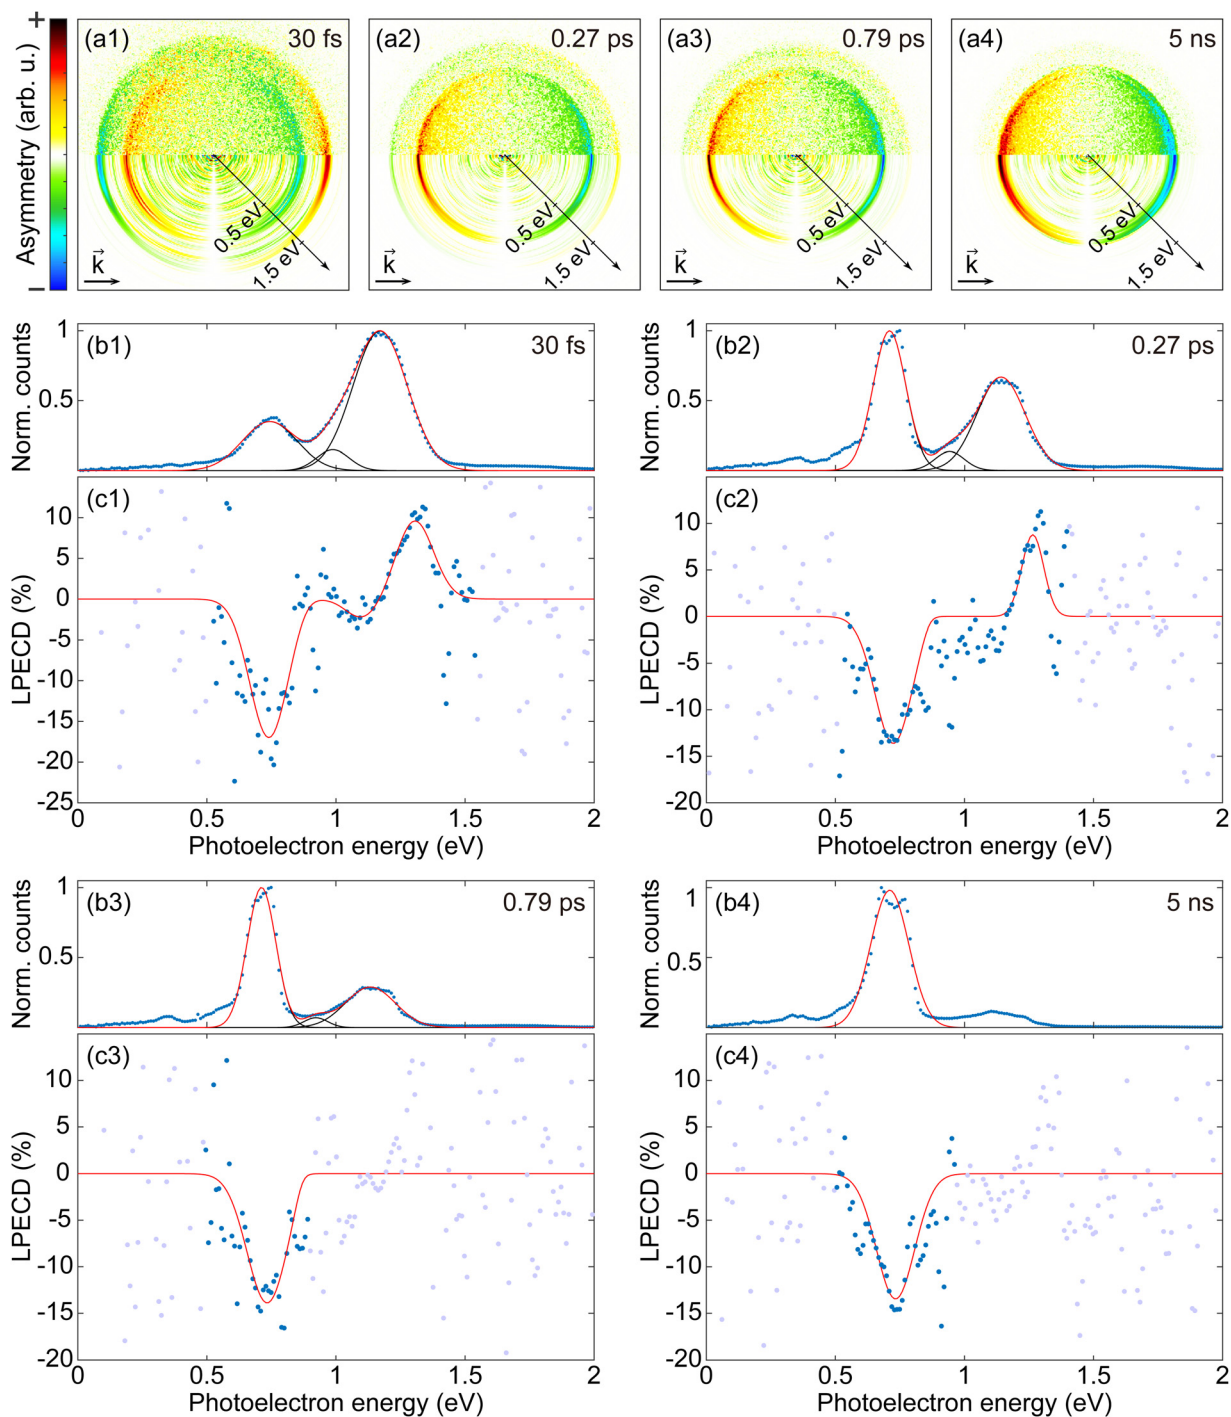 Asymmetry (arb. u.)
+
−
(a1) 30 fs
0.5 eV
1.5 eV
k
(a2) 0.27 ps
0.5 eV
1.5 eV
k
(a3) 0.79 ps
0.5 eV
1.5 eV
k
(a4) 5 ns
0.5 eV
1.5 eV
k
Norm. counts
1
0.5
(b1) 30 fs
Norm. counts
1
0.5
(b2) 0.27 ps
LPECD (%)
10
5
0
-5
-10
-15
-20
-25
(c1)
0 0.5 1 1.5 2
Photoelectron energy (eV)
LPECD (%)
10
5
0
-5
-10
-15
-20
(c2)
0 0.5 1 1.5 2
Photoelectron energy (eV)
Norm. counts
1
0.5
(b3) 0.79 ps
Norm. counts
1
0.5
(b4) 5 ns
LPECD (%)
10
5
0
-5
-10
-15
-20
(c3)
0 0.5 1 1.5 2
Photoelectron energy (eV)
LPECD (%)
10
5
0
-5
-10
-15
-20
(c4)
0 0.5 1 1.5 2
Photoelectron energy (eV)